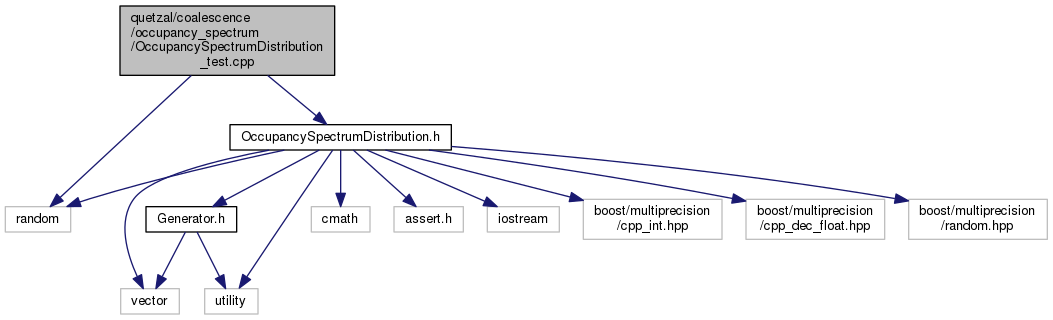 quetzal/coalescence
/occupancy_spectrum
/OccupancySpectrumDistribution
_test.cpp
OccupancySpectrumDistribution.h
random
Generator.h
cmath
assert.h
iostream
boost/multiprecision
/cpp_int.hpp
boost/multiprecision
/cpp_dec_float.hpp
boost/multiprecision
/random.hpp
vector
utility